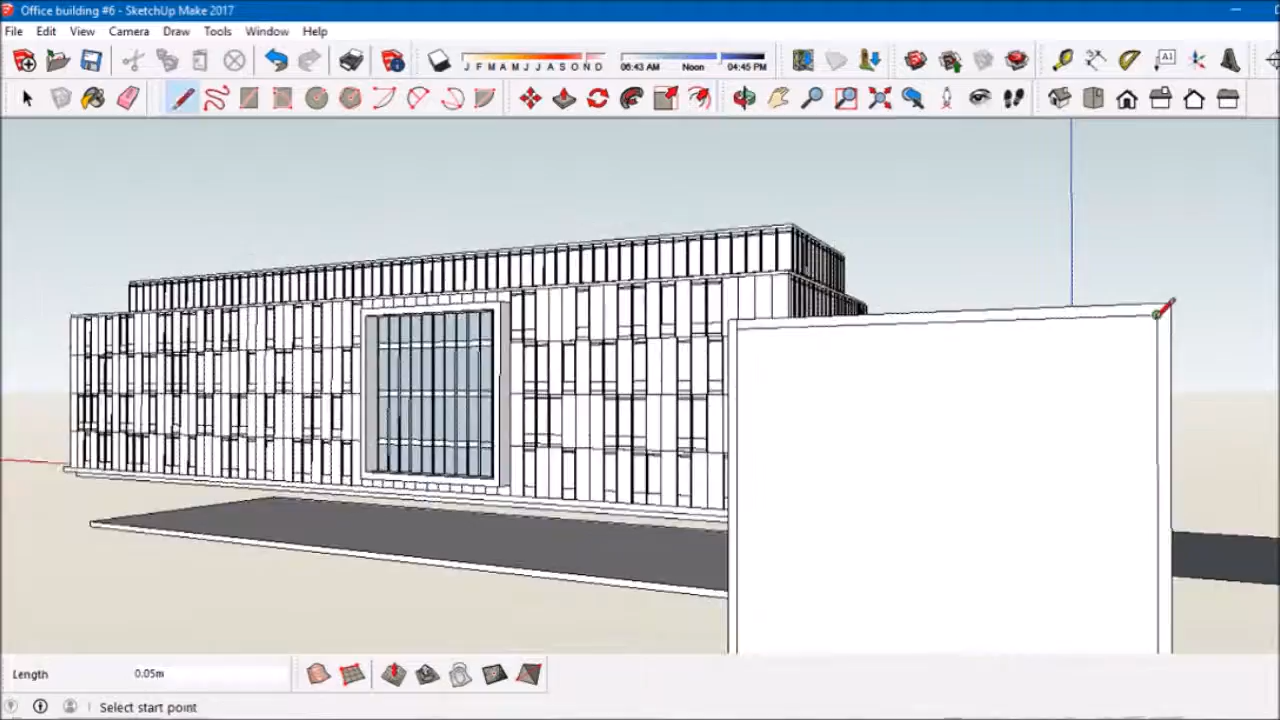 Office building #6 - SketchUp Make 2017
File Edit View Camera Draw Tools Window Help
J F M A M J J A S O N D 06:43 AM Noon 04:45 PM
A1
Length 0.05m
Select start point